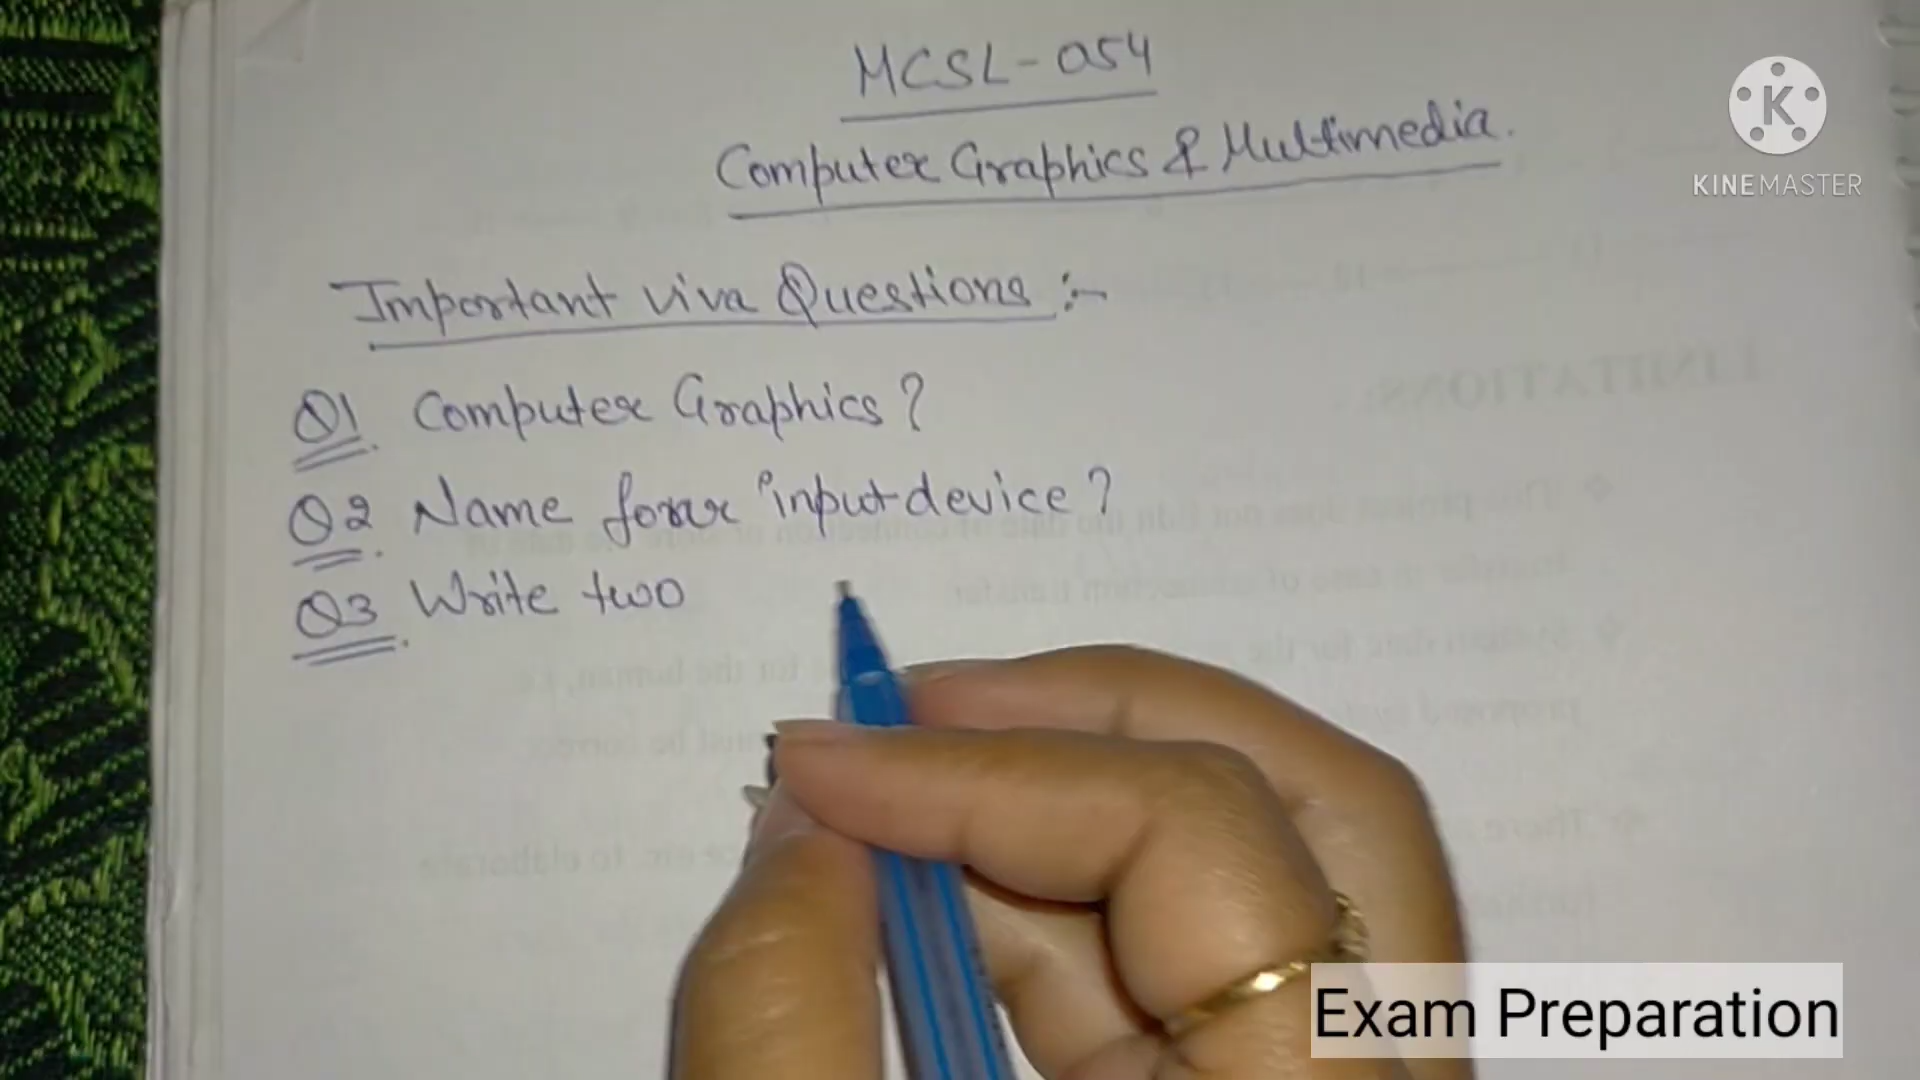 MCSL-054
Computer Graphics & Multimedia.
KINEMASTER
Important Viva Questions :-
Q1. Computer Graphics?
Q2. Name four input device?
Q3. Write two
LIMITATIONS:
Exam Preparation